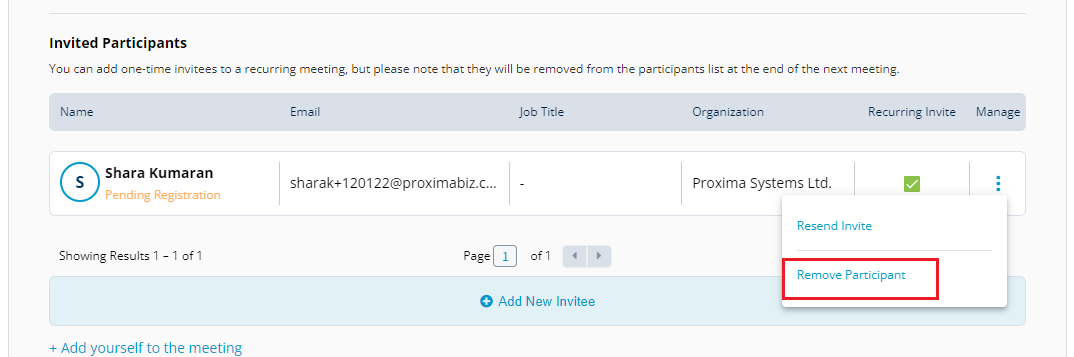 Invited Participants
You can add one-time invitees to a recurring meeting, but please note that they will be removed from the participants list at the end of the next meeting.
Name Email Job Title Organization Recurring Invite Manage
S Shara Kumaran
Pending Registration
sharak+120122@proximabiz.c... - Proxima Systems Ltd.
Resend Invite
Remove Participant
Showing Results 1 – 1 of 1 Page 1 of 1
Add New Invitee
+ Add yourself to the meeting